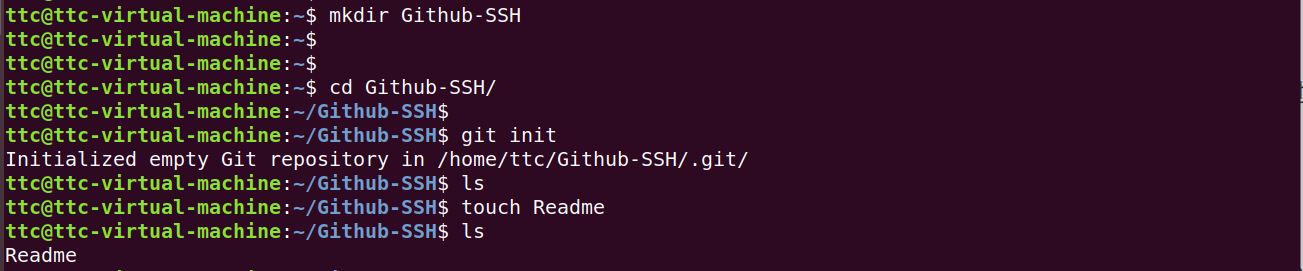 ttc@ttc-virtual-machine:~$ mkdir Github-SSH
ttc@ttc-virtual-machine:~$
ttc@ttc-virtual-machine:~$
ttc@ttc-virtual-machine:~$ cd Github-SSH/
ttc@ttc-virtual-machine:~/Github-SSH$
ttc@ttc-virtual-machine:~/Github-SSH$ git init
Initialized empty Git repository in /home/ttc/Github-SSH/.git/
ttc@ttc-virtual-machine:~/Github-SSH$ ls
ttc@ttc-virtual-machine:~/Github-SSH$ touch Readme
ttc@ttc-virtual-machine:~/Github-SSH$ ls
Readme